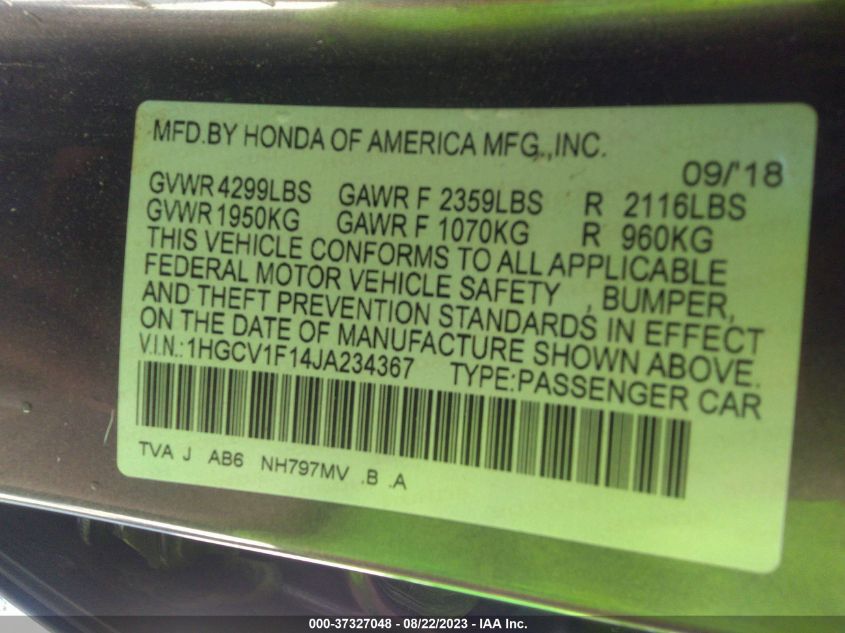 MFD.BY HONDA OF AMERICA MFG.,INC.
09/'18
GVWR 4299LBS GAWR F 2359LBS R 2116LBS
GVWR 1950KG GAWR F 1070KG R 960KG
THIS VEHICLE CONFORMS TO ALL APPLICABLE
FEDERAL MOTOR VEHICLE SAFETY , BUMPER,
AND THEFT PREVENTION STANDARDS IN EFFECT
ON THE DATE OF MANUFACTURE SHOWN ABOVE.
V.I.N.:1HGCV1F14JA234367 TYPE:PASSENGER CAR
TVA J AB6 NH797MV .B .A
000-37327048 - 08/22/2023 - IAA Inc.